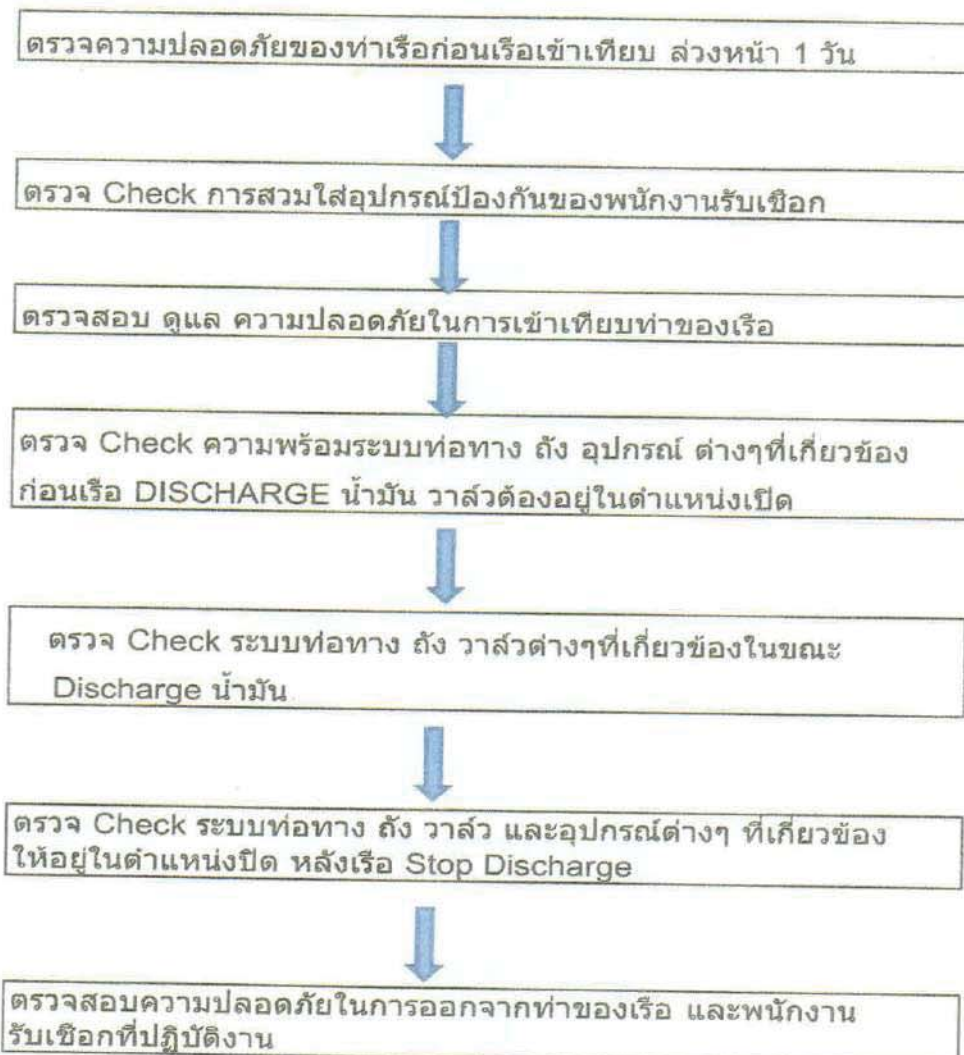 ตรวจความปลอดภัยของท่าเรือก่อนเรือเข้าเทียบ ล่วงหน้า 1 วัน
ตรวจ Check การสวมใส่อุปกรณ์ป้องกันของพนักงานรับเชือก
ตรวจสอบ ดูแล ความปลอดภัยในการเข้าเทียบท่าของเรือ
ตรวจ Check ความพร้อมระบบท่อทาง ถัง อุปกรณ์ ต่างๆที่เกี่ยวข้อง
ก่อนเรือ DISCHARGE น้ำมัน วาล์วต้องอยู่ในตำแหน่งเปิด
ตรวจ Check ระบบท่อทาง ถัง วาล์วต่างๆที่เกี่ยวข้องในขณะ
Discharge น้ำมัน
ตรวจ Check ระบบท่อทาง ถัง วาล์ว และอุปกรณ์ต่างๆ ที่เกี่ยวข้อง
ให้อยู่ในตำแหน่งปิด หลังเรือ Stop Discharge
ตรวจสอบความปลอดภัยในการออกจากท่าของเรือ และพนักงาน
รับเชือกที่ปฏิบัติงาน